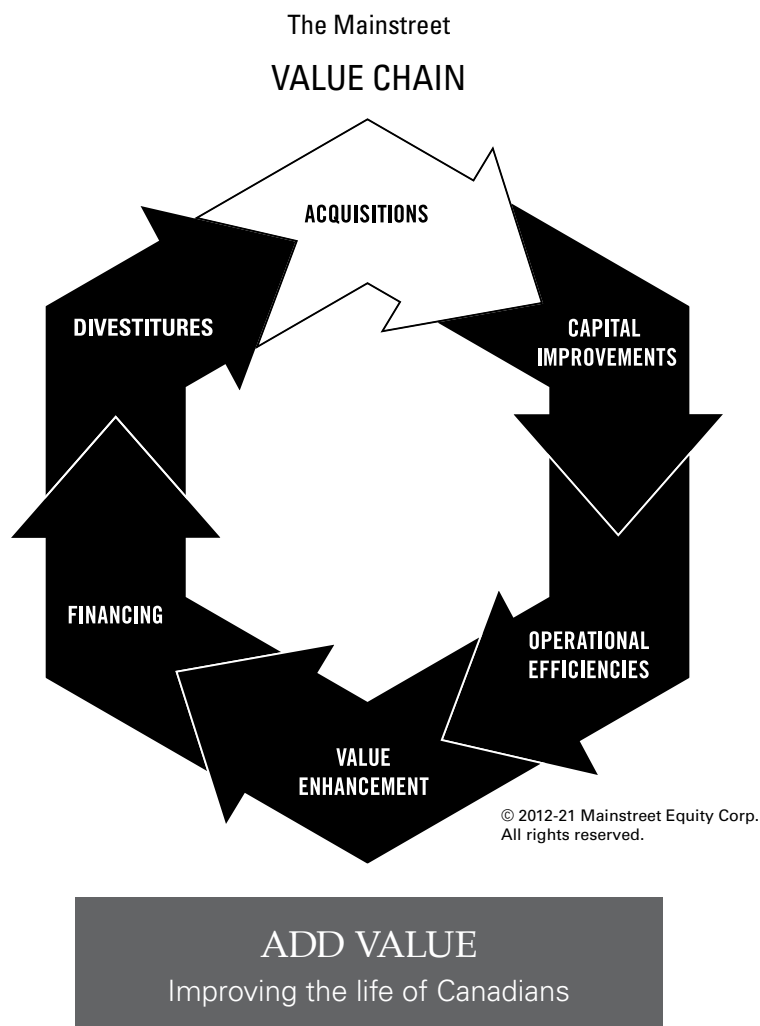 The Mainstreet
VALUE CHAIN
ACQUISITIONS
CAPITAL
IMPROVEMENTS
OPERATIONAL
EFFICIENCIES
VALUE
ENHANCEMENT
FINANCING
DIVESTITURES
© 2012-21 Mainstreet Equity Corp.
All rights reserved.
ADD VALUE
Improving the life of Canadians